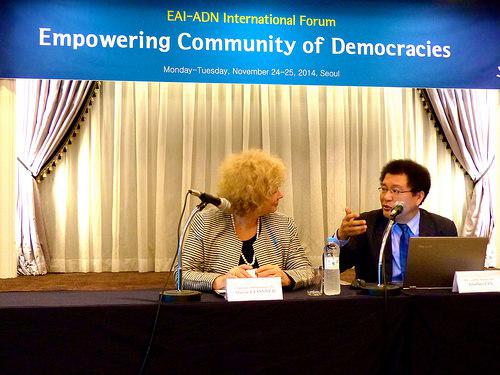 EAI-ADN International Forum
Empowering Community of Democracies
Monday-Tuesday, November 24-25, 2014, Seoul